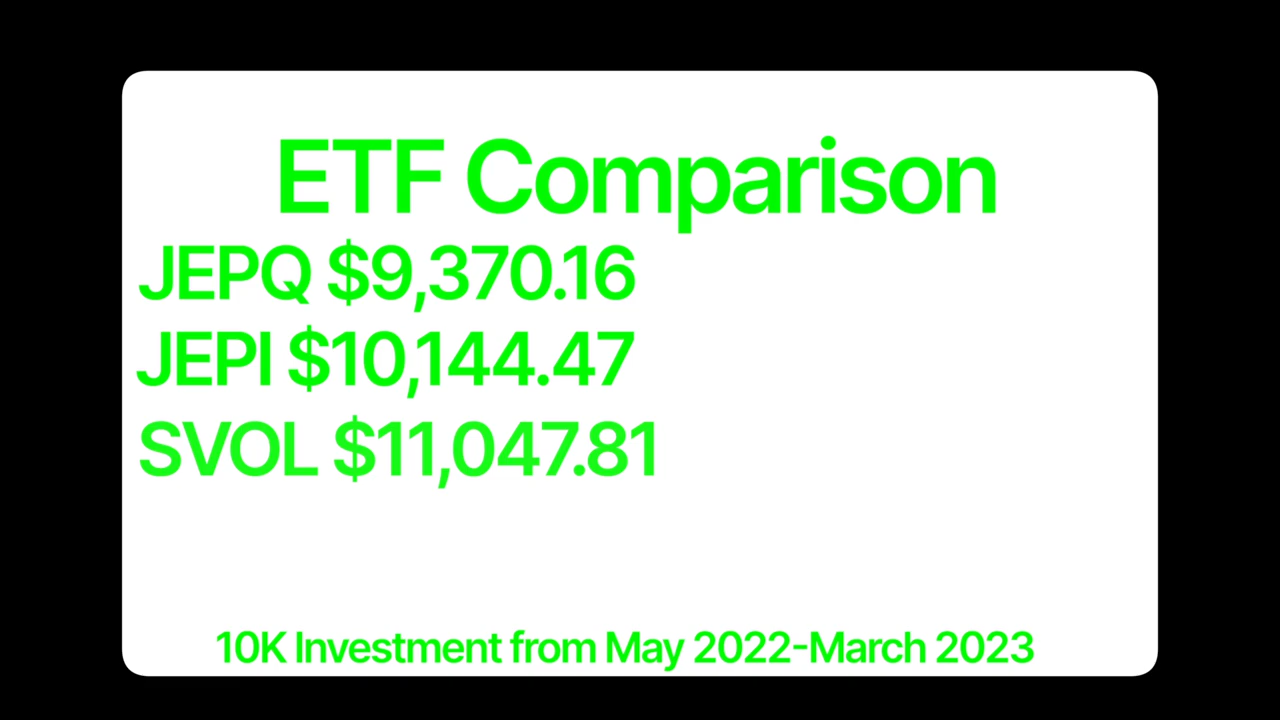 ETF Comparison
JEPQ $9,370.16
JEPI $10,144.47
SVOL $11,047.81
10K Investment from May 2022-March 2023